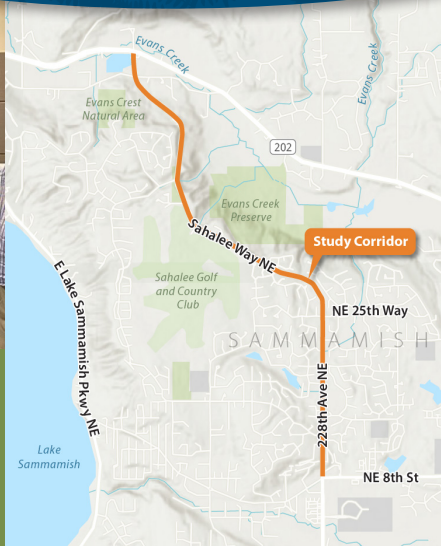 Evans Creek
Evans Creek
Evans Crest
Natural Area
202
Evans Creek
Preserve
Sahalee Way NE
Study Corridor
E Lake Sammamish Pkwy NE
Sahalee Golf
and Country
Club
NE 25th Way
SAMMAMISH
228th Ave NE
Lake
Sammamish
NE 8th St